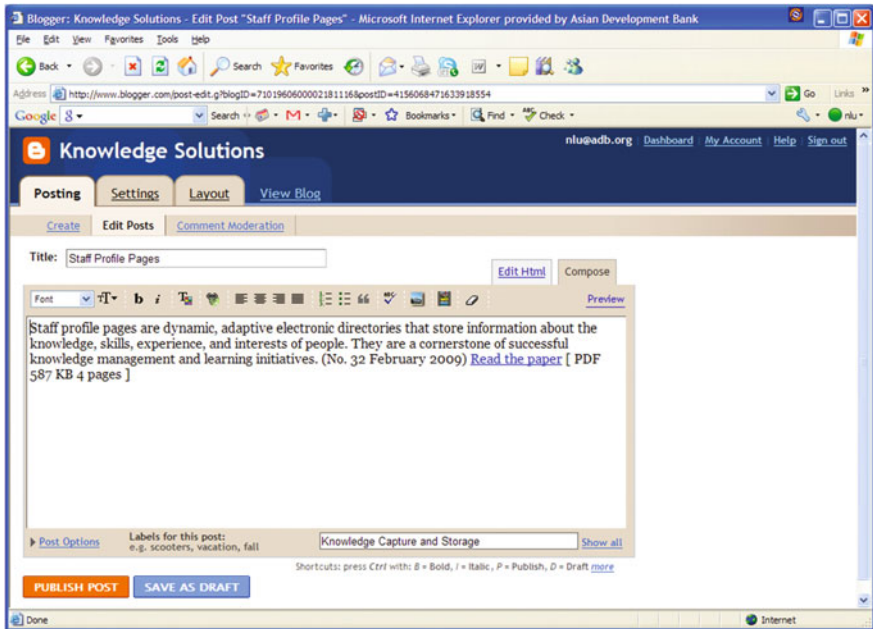 Blogger: Knowledge Solutions - Edit Post "Staff Profile Pages" - Microsoft Internet Explorer provided by Asian Development Bank
File Edit View Favorites Tools Help
Back Search Favorites
Address http://www.blogger.com/post-edit.g?blogID=7101960600002181116&postID=4156068471633918554 Go Links »
Google Search Bookmarks Find Check nlu
Knowledge Solutions
nlu@adb.org Dashboard My Account Help Sign out
Posting Settings Layout View Blog
Create Edit Posts Comment Moderation
Title: Staff Profile Pages
Edit Html Compose
Font T b i ABC Preview
Staff profile pages are dynamic, adaptive electronic directories that store information about the
knowledge, skills, experience, and interests of people. They are a cornerstone of successful
knowledge management and learning initiatives. (No. 32 February 2009) Read the paper [ PDF
587 KB 4 pages ]
Post Options
Labels for this post:
e.g. scooters, vacation, fall
Knowledge Capture and Storage Show all
Shortcuts: press Ctrl with: B = Bold, I = Italic, P = Publish, D = Draft more
PUBLISH POST SAVE AS DRAFT
Done Internet